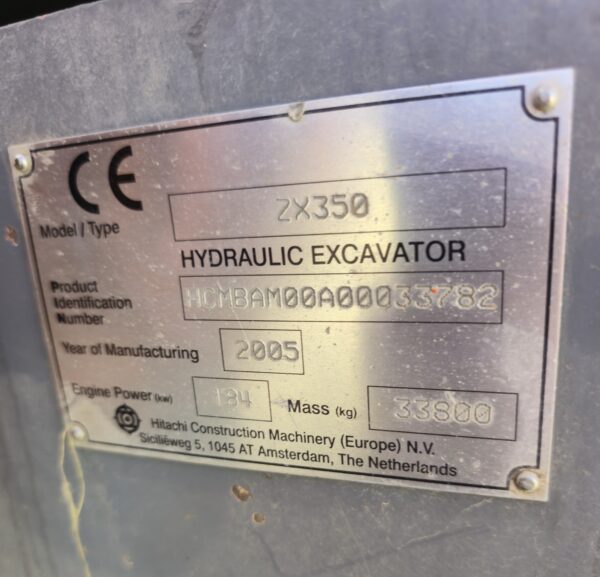 CE
Model / Type ZX350
HYDRAULIC EXCAVATOR
Product
Identification HCMBAM00A00033782
Number
Year of Manufacturing 2005
Engine Power (kw) 184 Mass (kg) 33800
Hitachi Construction Machinery (Europe) N.V.
Siciliëweg 5, 1045 AT Amsterdam, The Netherlands